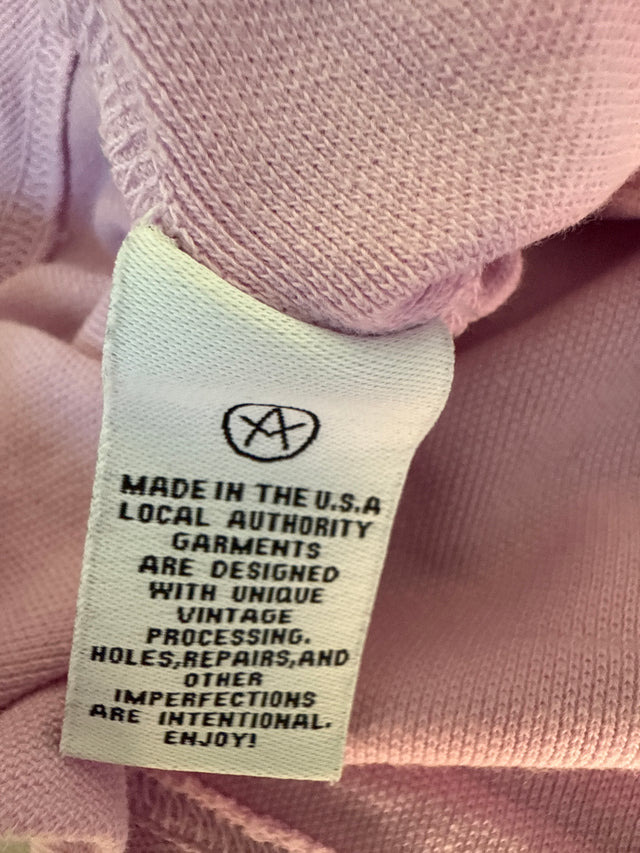 MADE IN THE U.S.A
LOCAL AUTHORITY
GARMENTS
ARE DESIGNED
WITH UNIQUE
VINTAGE
PROCESSING.
HOLES,REPAIRS,AND
OTHER
IMPERFECTIONS
ARE INTENTIONAL.
ENJOY!